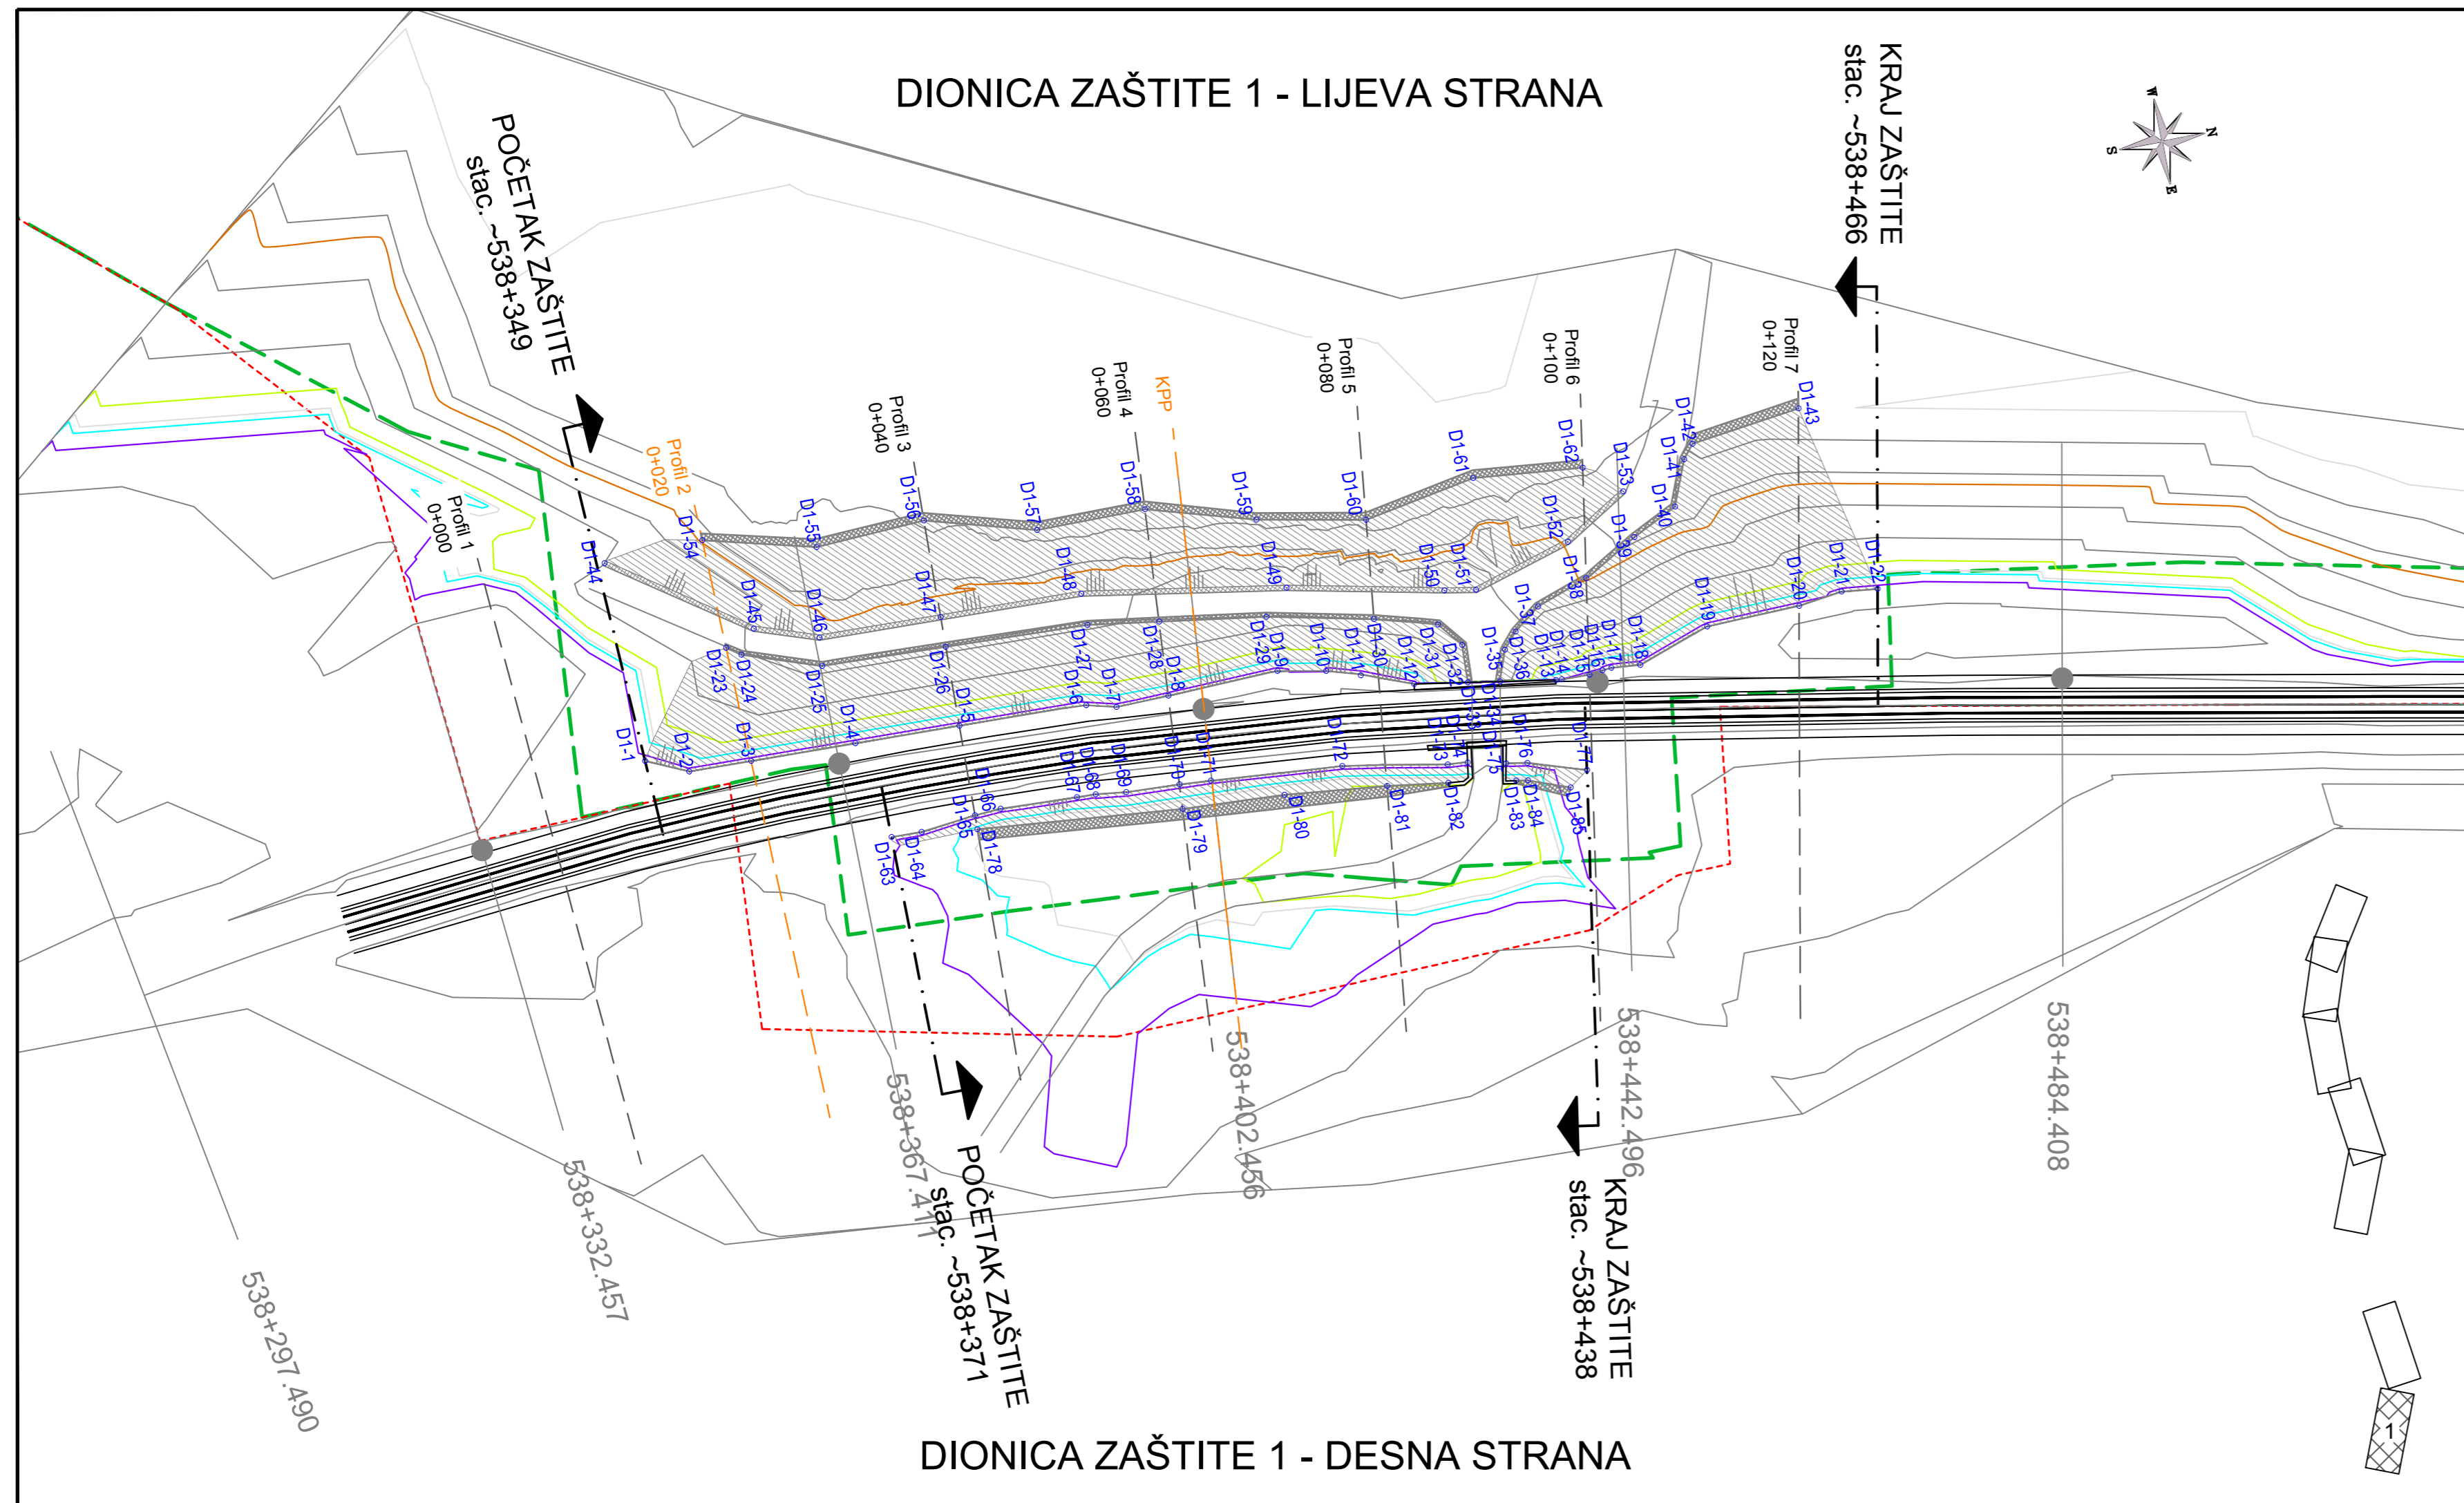 DIONICA ZAŠTITE 1 - LIJEVA STRANA
POČETAK ZAŠTITE
stac. ~538+349
KRAJ ZAŠTITE
stac. ~538+466
W
N
S
E
Profil 1
0+000
Profil 2
0+020
Profil 3
0+040
Profil 4
0+060
KPP
Profil 5
0+080
Profil 6
0+100
Profil 7
0+120
D1-43
D1-42
D1-41
D1-40
D1-39
D1-38
D1-37
D1-36
D1-35
D1-34
D1-33
D1-32
D1-31
D1-30
D1-29
D1-28
D1-27
D1-26
D1-25
D1-24
D1-23
D1-44
D1-45
D1-46
D1-47
D1-48
D1-49
D1-50
D1-51
D1-52
D1-53
D1-54
D1-55
D1-56
D1-57
D1-58
D1-59
D1-60
D1-61
D1-62
D1-1
D1-2
D1-3
D1-4
D1-5
D1-6
D1-7
D1-8
D1-9
D1-10
D1-11
D1-12
D1-13
D1-14
D1-15
D1-16
D1-17
D1-18
D1-19
D1-20
D1-21
D1-22
D1-63
D1-64
D1-65
D1-66
D1-67
D1-68
D1-69
D1-70
D1-71
D1-72
D1-73
D1-74
D1-75
D1-76
D1-77
D1-78
D1-79
D1-80
D1-81
D1-82
D1-83
D1-84
D1-85
538+297.490
538+332.457
538+367.411
538+402.456
538+442.496
538+484.408
POČETAK ZAŠTITE
stac. ~538+371
KRAJ ZAŠTITE
stac. ~538+438
1
DIONICA ZAŠTITE 1 - DESNA STRANA